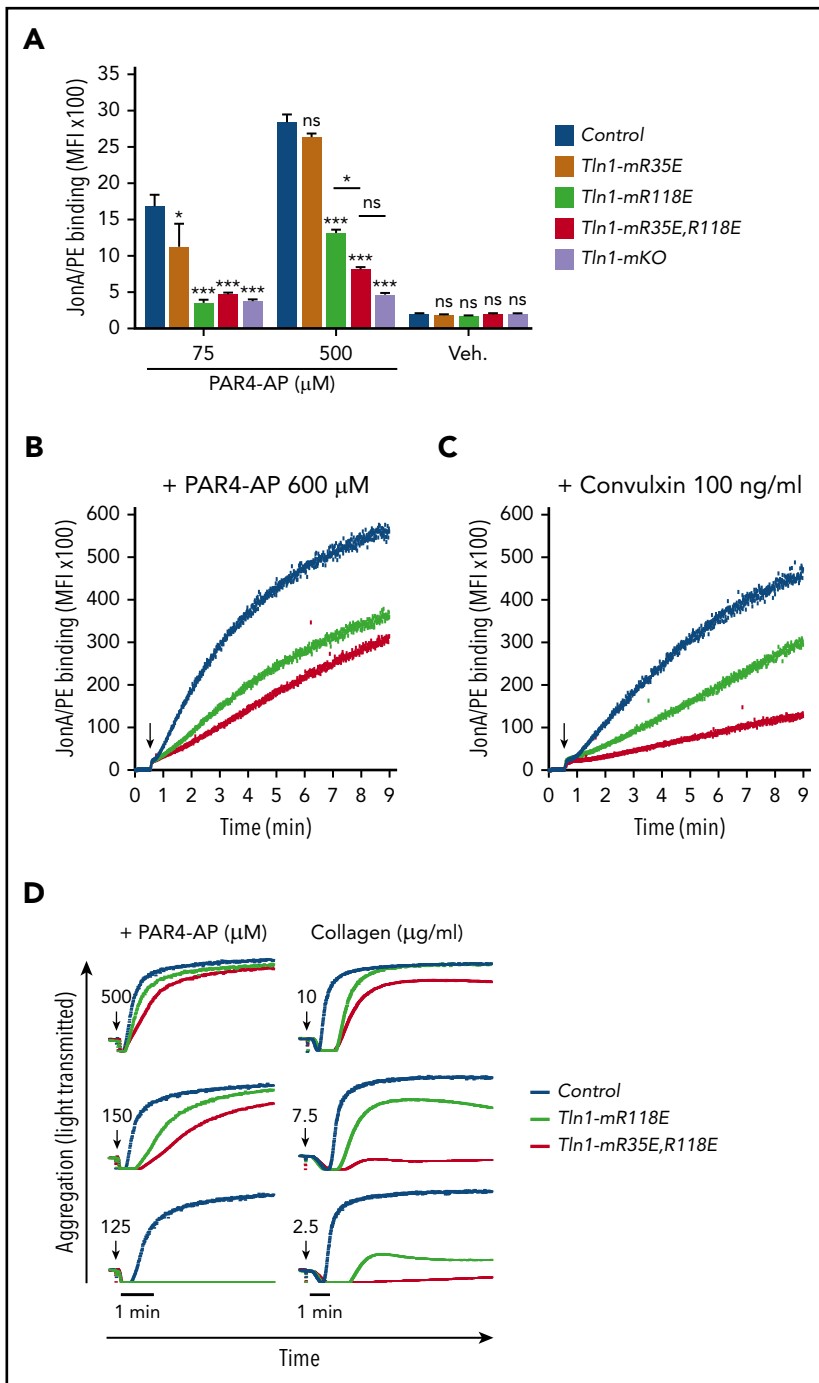 A
JonA/PE binding (MFI x100)
35
30
25
20
15
10
5
0
*
***
***
***
ns
***
*
***
ns
***
ns
ns
ns
ns
75
500
Veh.
PAR4-AP (μM)
Control
Tln1-mR35E
Tln1-mR118E
Tln1-mR35E,R118E
Tln1-mKO
B
+ PAR4-AP 600 μM
JonA/PE binding (MFI x100)
600
500
400
300
200
100
0
0 1 2 3 4 5 6 7 8 9
Time (min)
C
+ Convulxin 100 ng/ml
JonA/PE binding (MFI x100)
600
500
400
300
200
100
0
0 1 2 3 4 5 6 7 8 9
Time (min)
D
+ PAR4-AP (μM)
Collagen (μg/ml)
Aggregation (light transmitted)
500
10
150
7.5
125
2.5
1 min
1 min
Time
Control
Tln1-mR118E
Tln1-mR35E,R118E